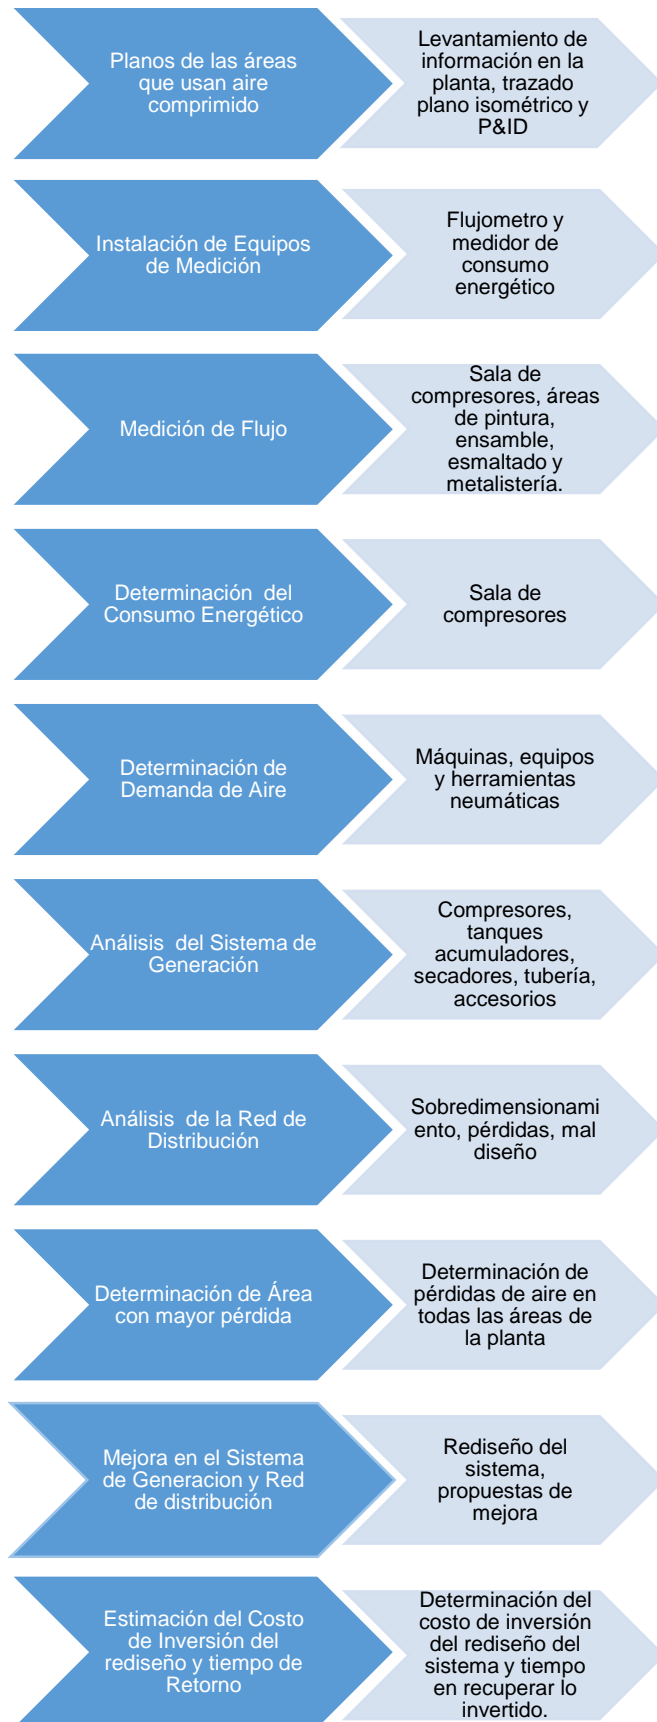 Planos de las áreas
que usan aire
comprimido
Levantamiento de
información en la
planta, trazado
plano isométrico y
P&ID
Instalación de Equipos
de Medición
Flujometro y
medidor de
consumo
energético
Medición de Flujo
Sala de
compresores, áreas
de pintura,
ensamble,
esmaltado y
metalistería.
Determinación del
Consumo Energético
Sala de
compresores
Determinación de
Demanda de Aire
Máquinas, equipos
y herramientas
neumáticas
Análisis del Sistema de
Generación
Compresores,
tanques
acumuladores,
secadores, tubería,
accesorios
Análisis de la Red de
Distribución
Sobredimensionami
ento, pérdidas, mal
diseño
Determinación de Área
con mayor pérdida
Determinación de
pérdidas de aire en
todas las áreas de
la planta
Mejora en el Sistema
de Generacion y Red
de distribución
Rediseño del
sistema,
propuestas de
mejora
Estimación del Costo
de Inversión del
rediseño y tiempo de
Retorno
Determinación del
costo de inversión
del rediseño del
sistema y tiempo
en recuperar lo
invertido.